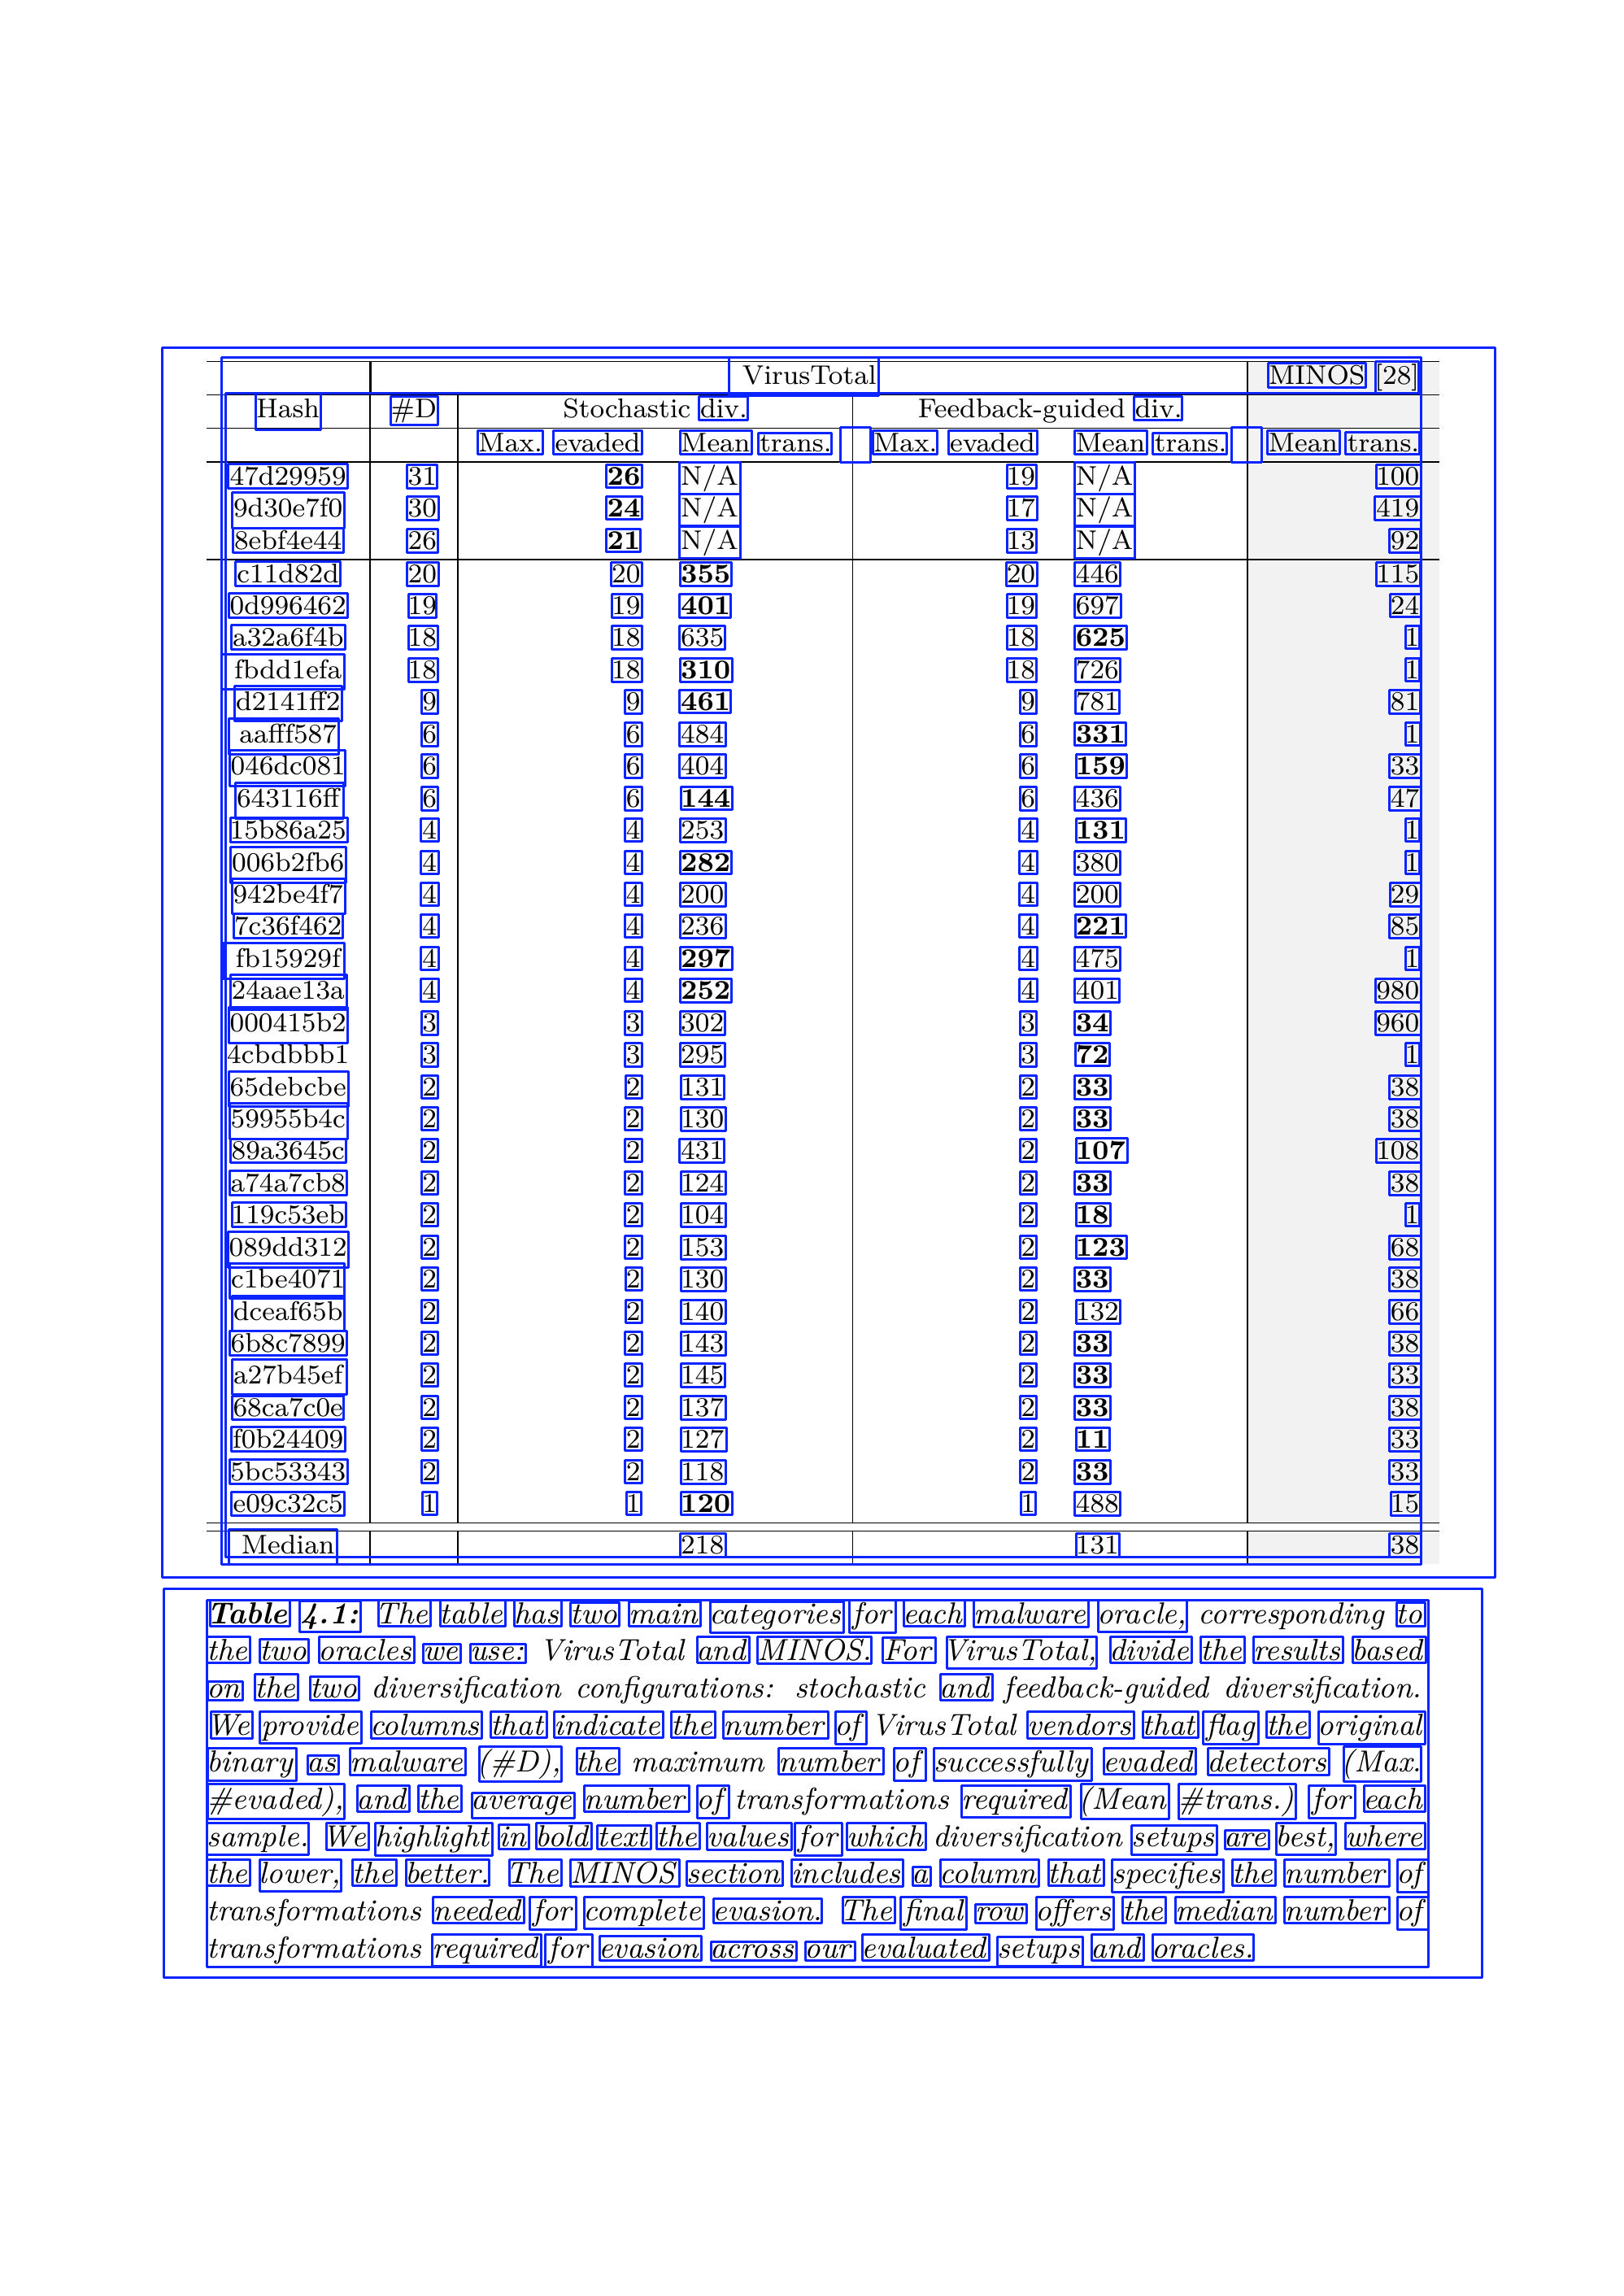 VirusTotal MINOS [28]
Hash #D Stochastic div. Feedback-guided div.
Max. evaded Mean trans. Max. evaded Mean trans. Mean trans.
47d29959 31 26 N/A 19 N/A 100
9d30e7f0 30 24 N/A 17 N/A 419
8ebf4e44 26 21 N/A 13 N/A 92
c11d82d 20 20 355 20 446 115
0d996462 19 19 401 19 697 24
a32a6f4b 18 18 635 18 625 1
fbdd1efa 18 18 310 18 726 1
d2141ff2 9 9 461 9 781 81
aafff587 6 6 484 6 331 1
046dc081 6 6 404 6 159 33
643116ff 6 6 144 6 436 47
15b86a25 4 4 253 4 131 1
006b2fb6 4 4 282 4 380 1
942be4f7 4 4 200 4 200 29
7c36f462 4 4 236 4 221 85
fb15929f 4 4 297 4 475 1
24aae13a 4 4 252 4 401 980
000415b2 3 3 302 3 34 960
4cbdbbb1 3 3 295 3 72 1
65debcbe 2 2 131 2 33 38
59955b4c 2 2 130 2 33 38
89a3645c 2 2 431 2 107 108
a74a7cb8 2 2 124 2 33 38
119c53eb 2 2 104 2 18 1
089dd312 2 2 153 2 123 68
c1be4071 2 2 130 2 33 38
dceaf65b 2 2 140 2 132 66
6b8c7899 2 2 143 2 33 38
a27b45ef 2 2 145 2 33 33
68ca7c0e 2 2 137 2 33 38
f0b24409 2 2 127 2 11 33
5bc53343 2 2 118 2 33 33
e09c32c5 1 1 120 1 488 15
Median 218 131 38
Table 4.1: The table has two main categories for each malware oracle, corresponding to
the two oracles we use: VirusTotal and MINOS. For VirusTotal, divide the results based
on the two diversification configurations: stochastic and feedback-guided diversification.
We provide columns that indicate the number of VirusTotal vendors that flag the original
binary as malware (#D), the maximum number of successfully evaded detectors (Max.
#evaded), and the average number of transformations required (Mean #trans.) for each
sample. We highlight in bold text the values for which diversification setups are best, where
the lower, the better. The MINOS section includes a column that specifies the number of
transformations needed for complete evasion. The final row offers the median number of
transformations required for evasion across our evaluated setups and oracles.